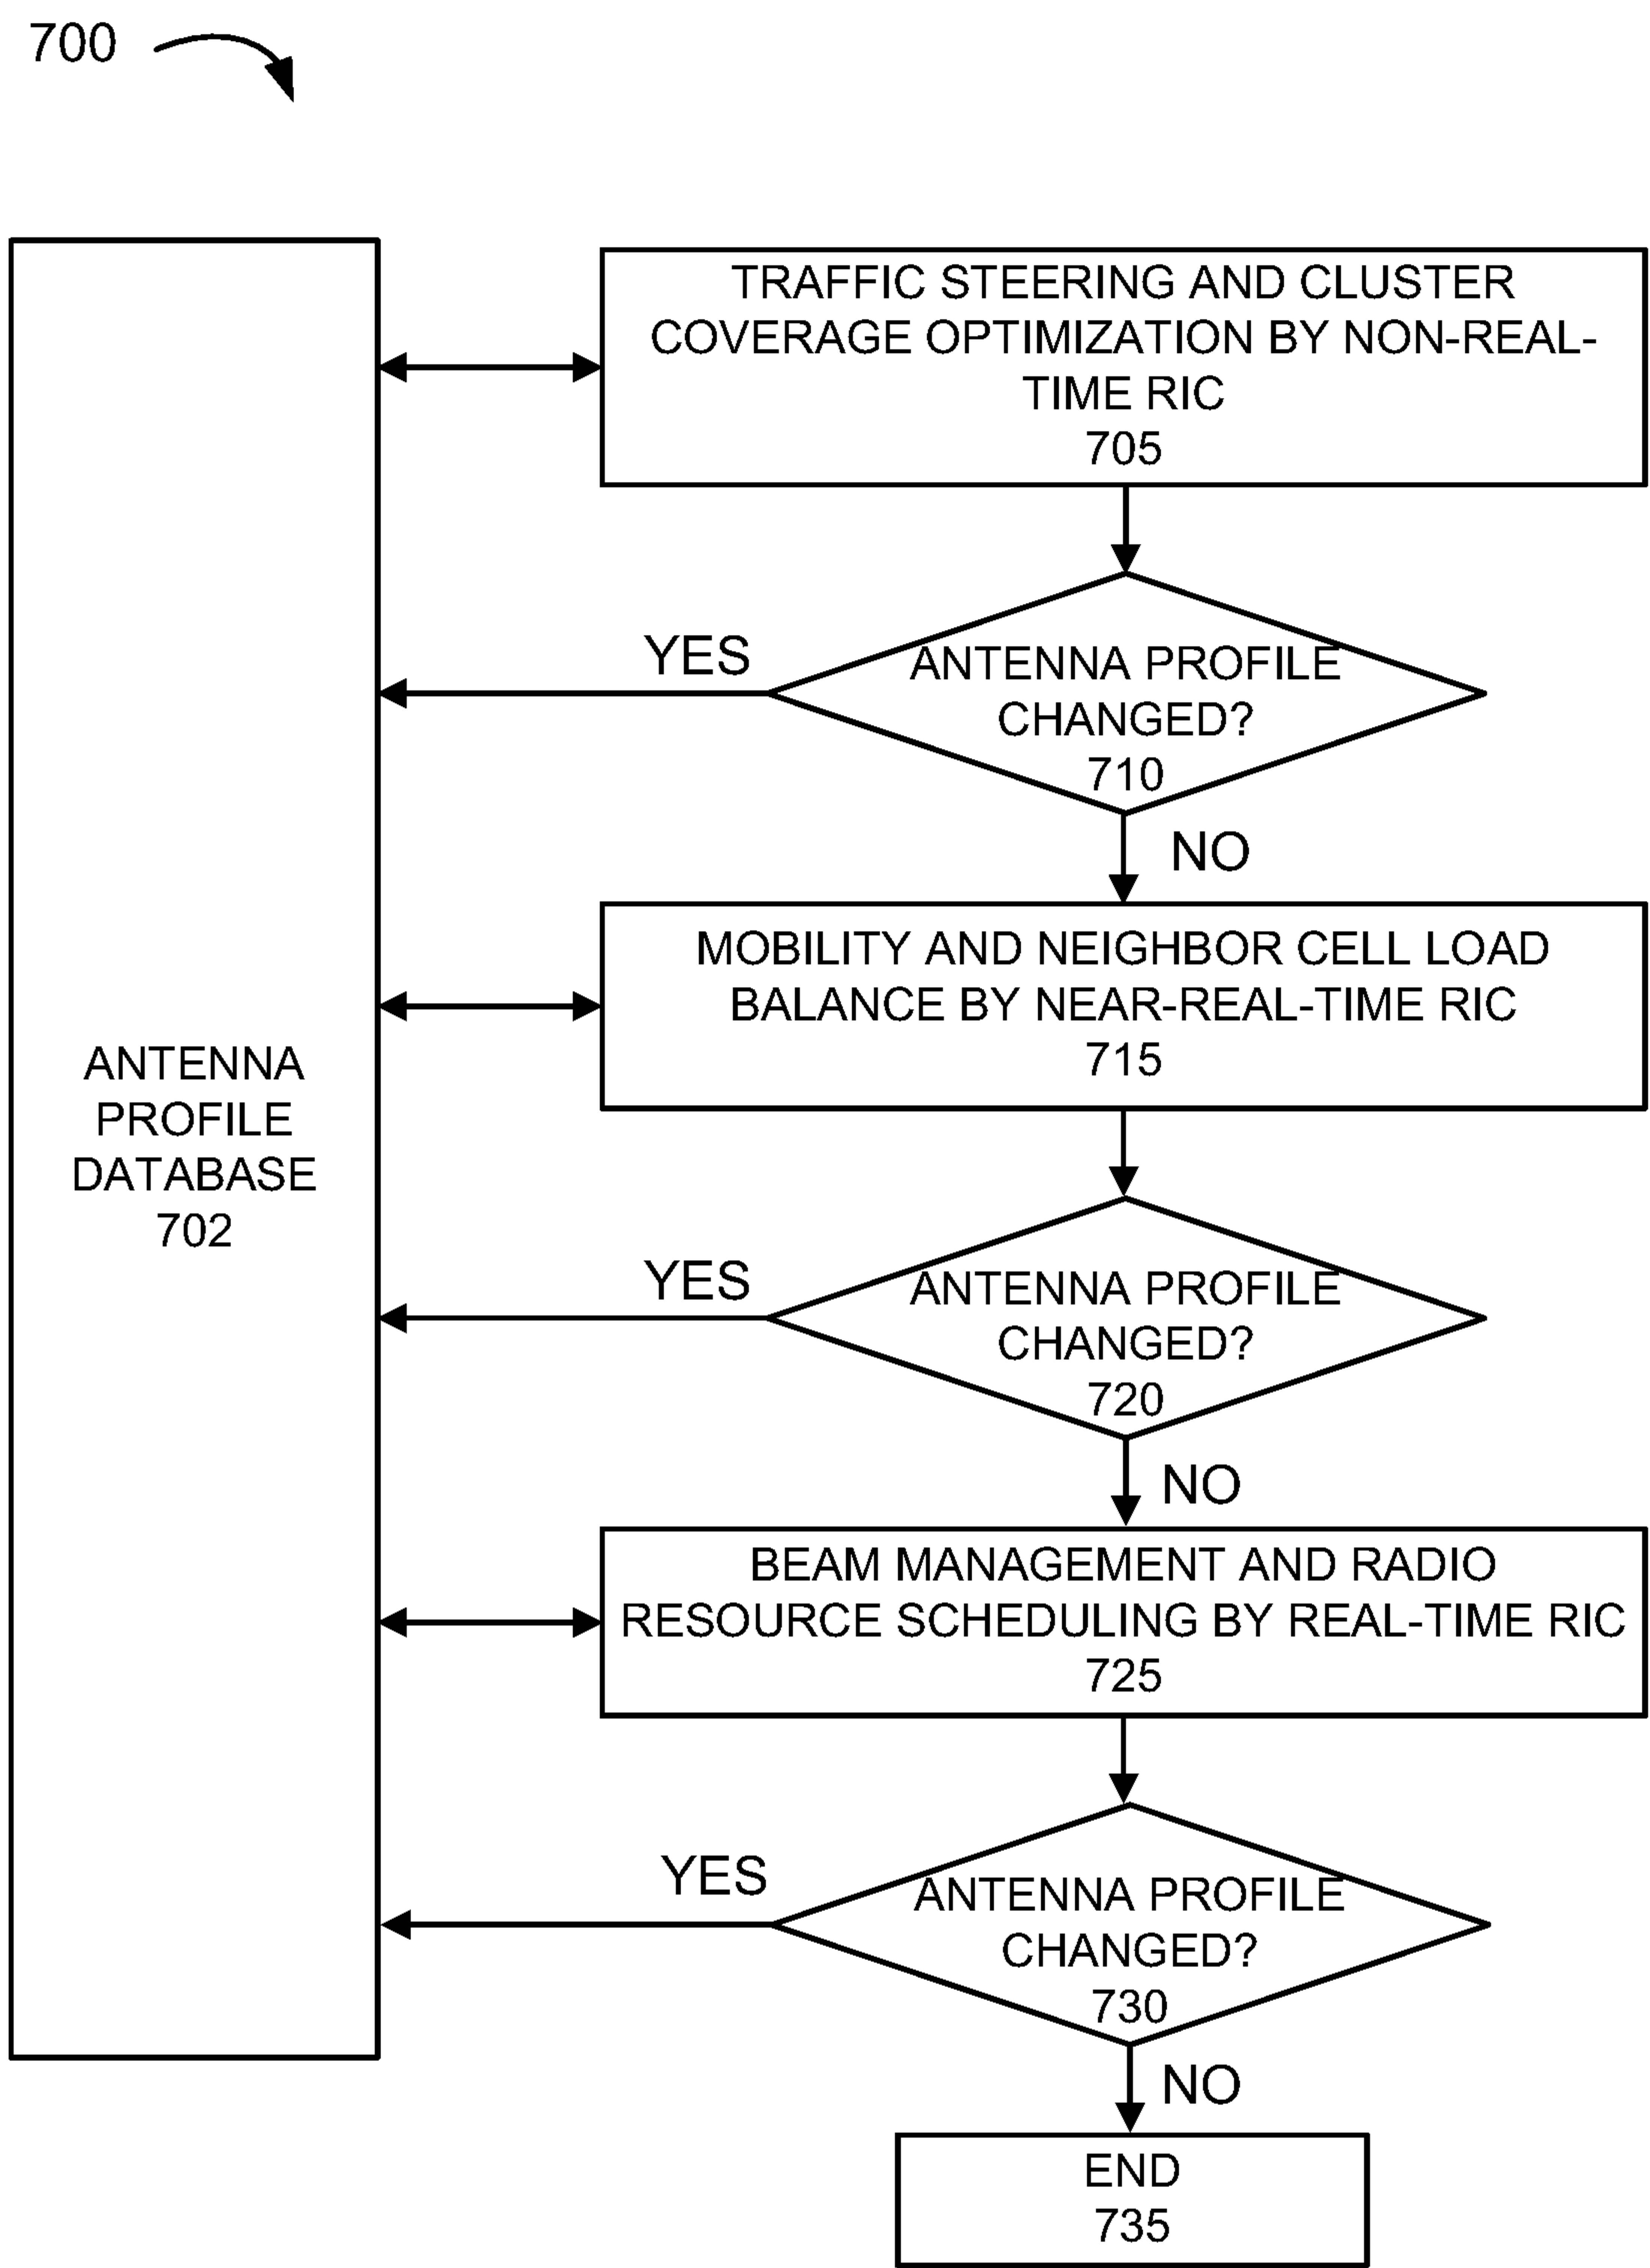 700
TRAFFIC STEERING AND CLUSTER
COVERAGE OPTIMIZATION BY NON-REAL-
TIME RIC
705
YES
ANTENNA PROFILE
CHANGED?
710
NO
MOBILITY AND NEIGHBOR CELL LOAD
BALANCE BY NEAR-REAL-TIME RIC
715
ANTENNA
PROFILE
DATABASE
702
YES
ANTENNA PROFILE
CHANGED?
720
NO
BEAM MANAGEMENT AND RADIO
RESOURCE SCHEDULING BY REAL-TIME RIC
725
YES
ANTENNA PROFILE
CHANGED?
730
NO
END
735